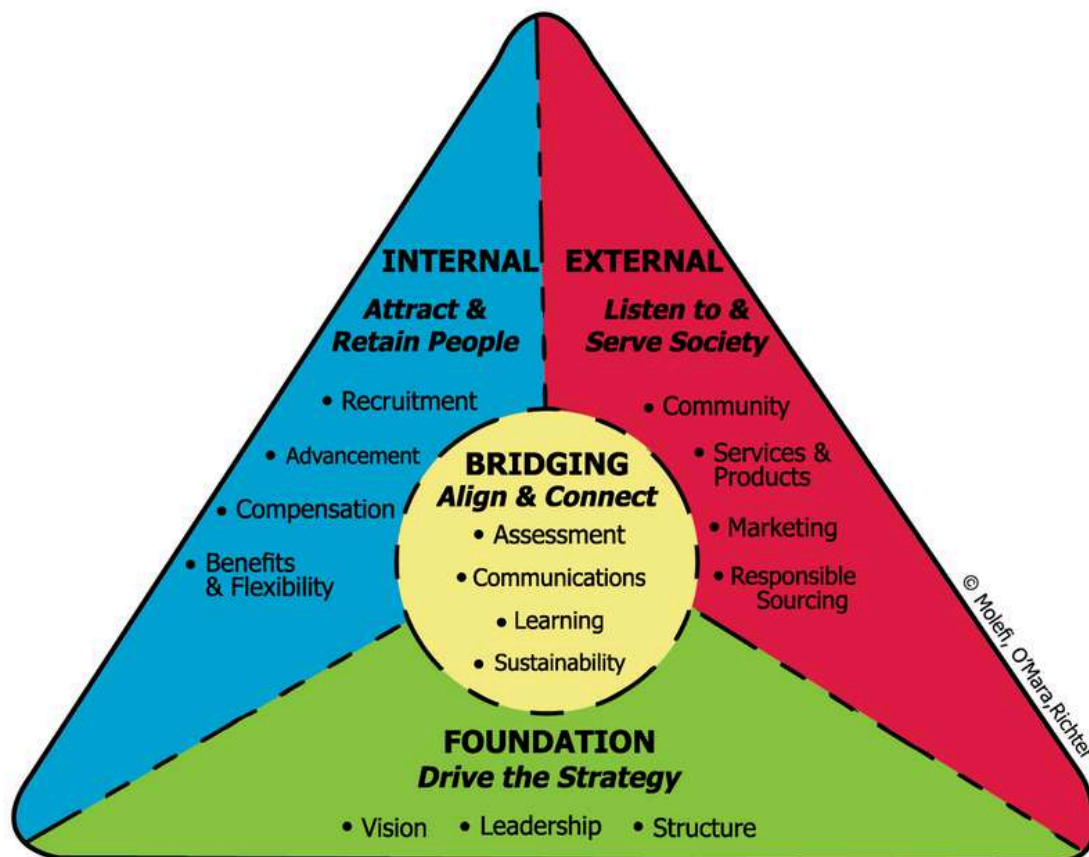 INTERNAL
Attract &
Retain People
• Recruitment
• Advancement
• Compensation
• Benefits
& Flexibility
EXTERNAL
Listen to &
Serve Society
• Community
• Services &
Products
• Marketing
• Responsible
Sourcing
BRIDGING
Align & Connect
• Assessment
• Communications
• Learning
• Sustainability
FOUNDATION
Drive the Strategy
• Vision • Leadership • Structure
© Molefi, O'Mara,Richter